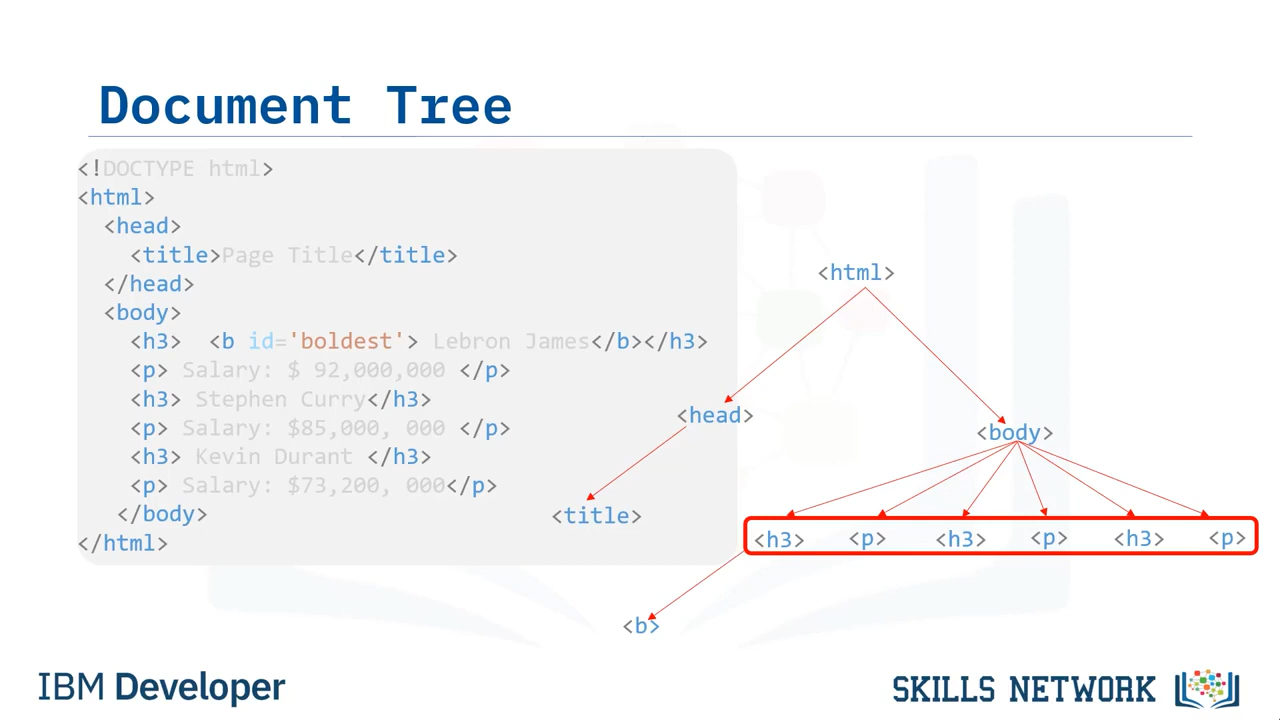 Document Tree
<!DOCTYPE html>
<html>
<head>
<title>Page Title</title>
</head>
<body>
<h3> <b id='boldest'> Lebron James</b></h3>
<p> Salary: $ 92,000,000 </p>
<h3> Stephen Curry</h3>
<p> Salary: $85,000, 000 </p>
<h3> Kevin Durant </h3>
<p> Salary: $73,200, 000</p>
</body>
</html>
<html>
<head>
<body>
<title>
<h3> <p> <h3> <p> <h3> <p>
<b>
IBM Developer
SKILLS NETWORK